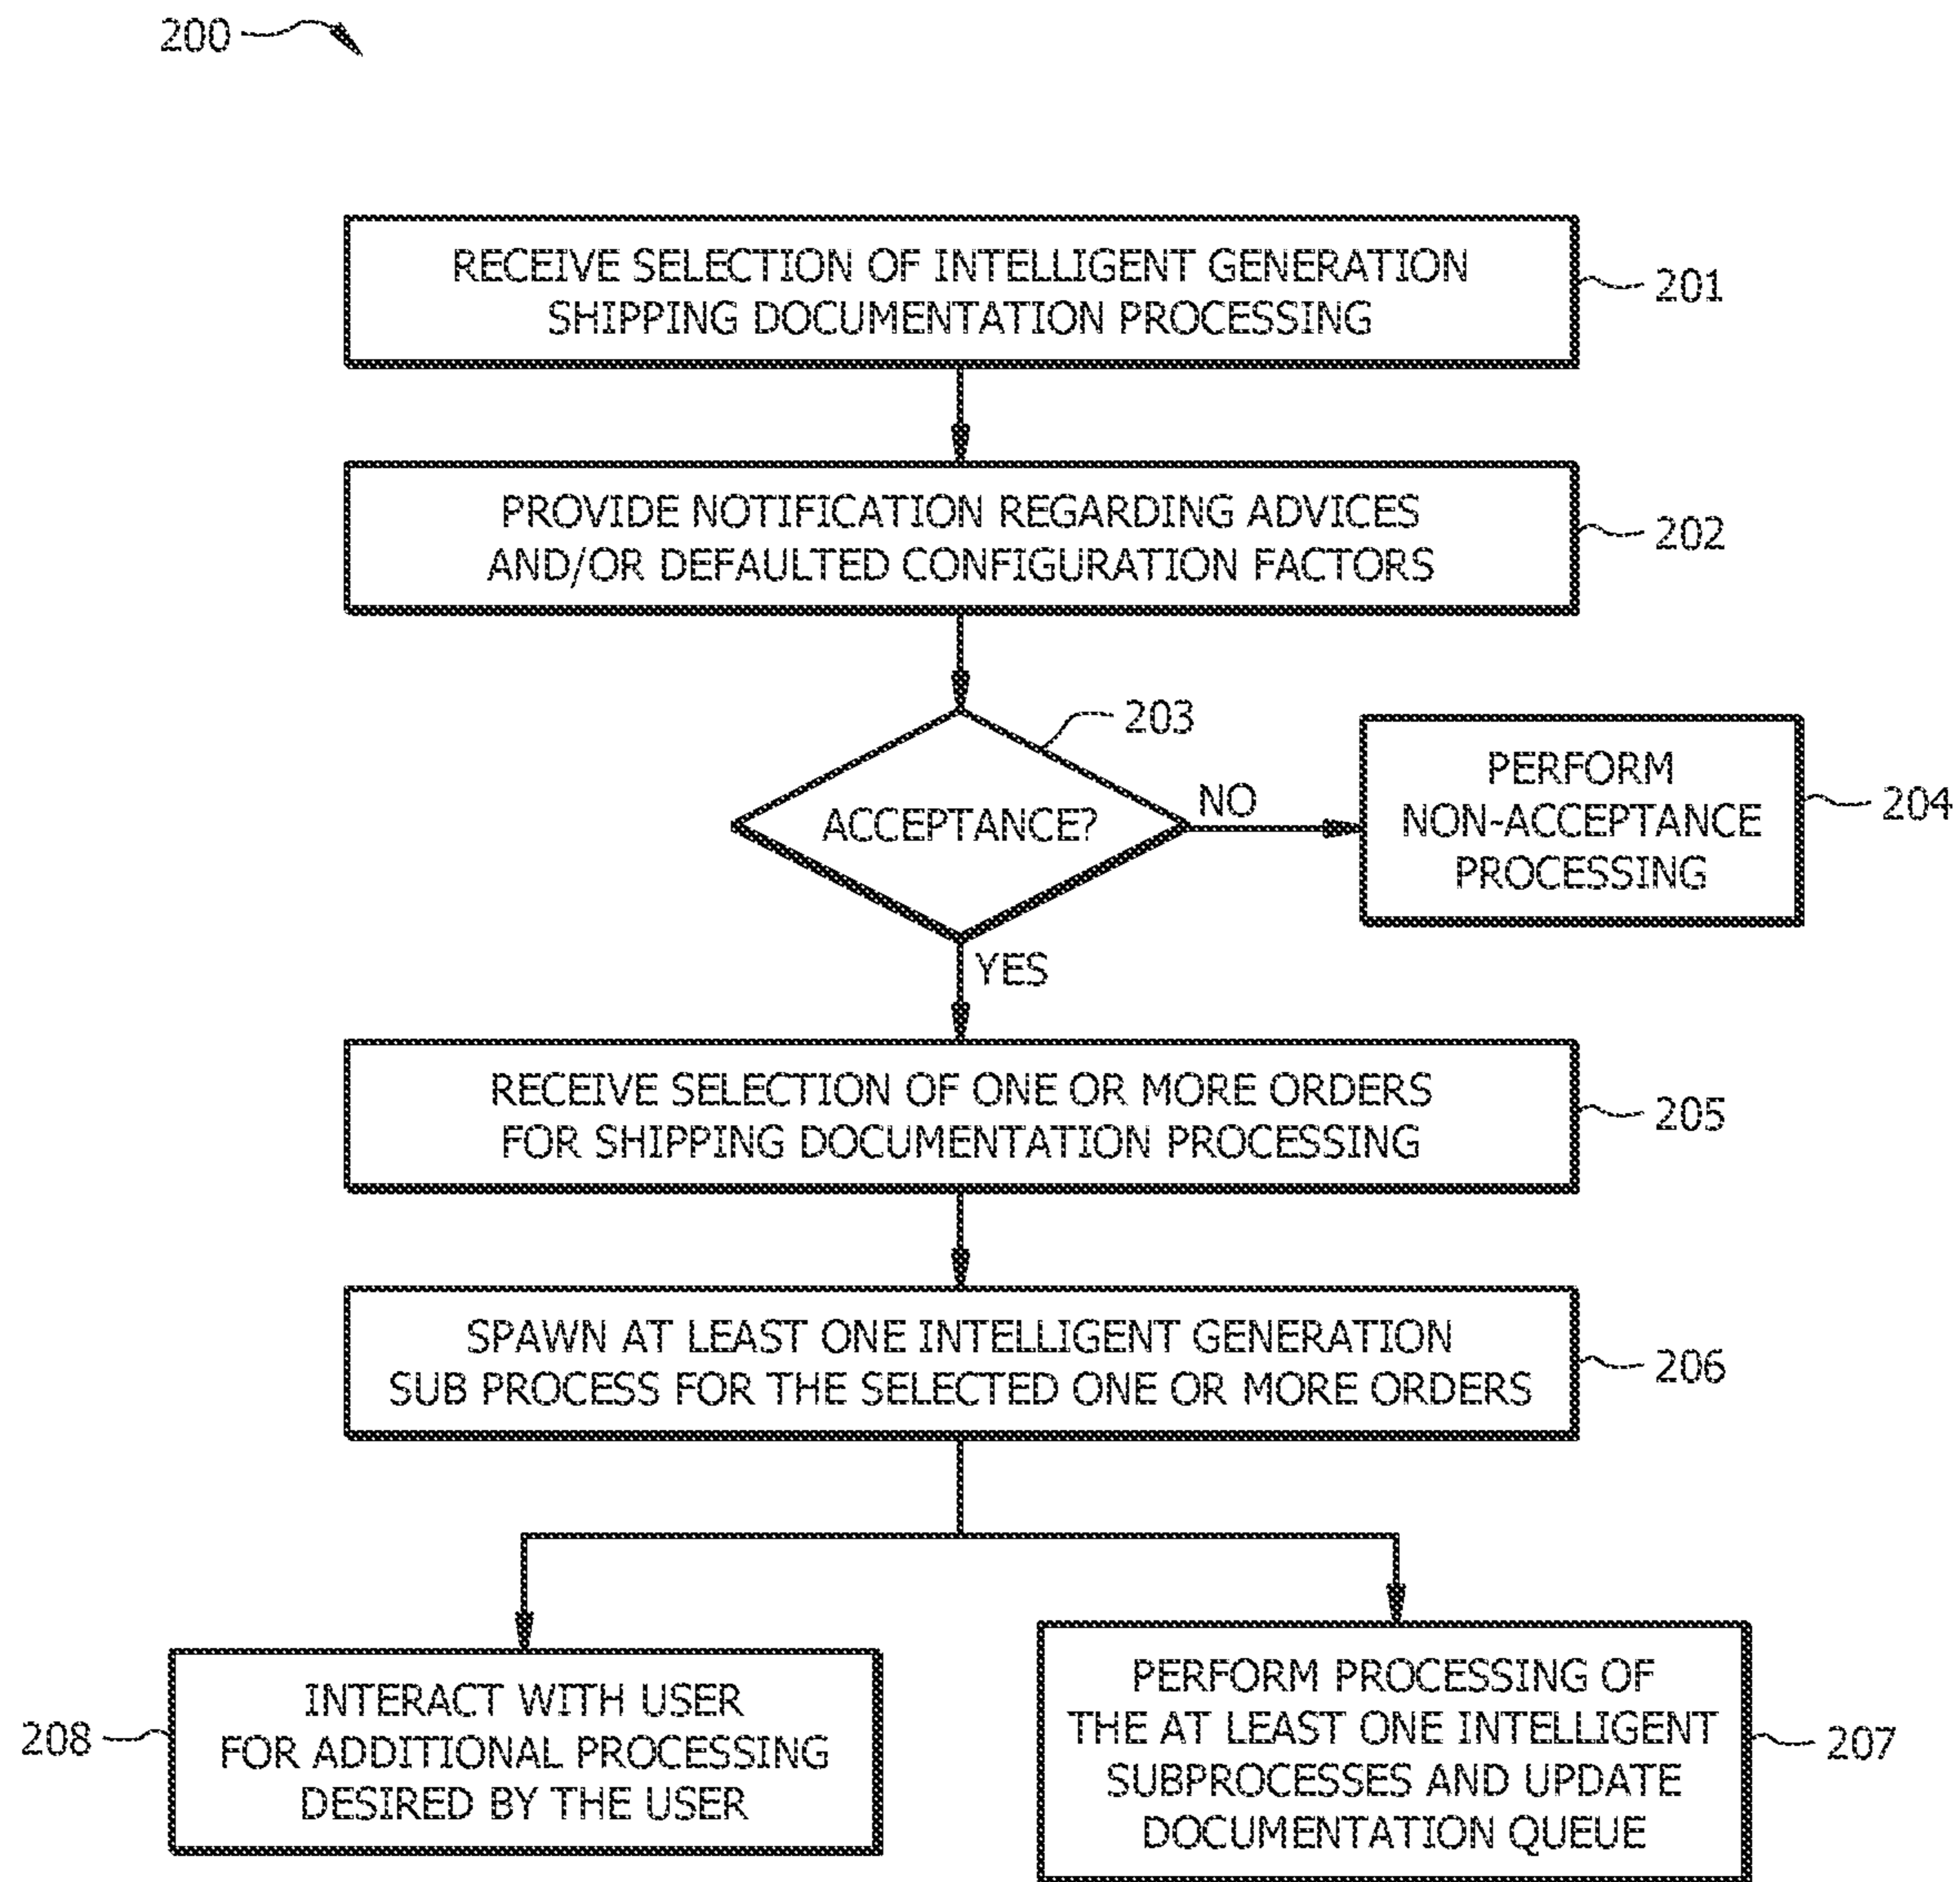 200
RECEIVE SELECTION OF INTELLIGENT GENERATION
SHIPPING DOCUMENTATION PROCESSING
201
PROVIDE NOTIFICATION REGARDING ADVICES
AND/OR DEFAULTED CONFIGURATION FACTORS
202
203
ACCEPTANCE?
NO
PERFORM
NON-ACCEPTANCE
PROCESSING
204
YES
RECEIVE SELECTION OF ONE OR MORE ORDERS
FOR SHIPPING DOCUMENTATION PROCESSING
205
SPAWN AT LEAST ONE INTELLIGENT GENERATION
SUB PROCESS FOR THE SELECTED ONE OR MORE ORDERS
206
208
INTERACT WITH USER
FOR ADDITIONAL PROCESSING
DESIRED BY THE USER
PERFORM PROCESSING OF
THE AT LEAST ONE INTELLIGENT
SUBPROCESSES AND UPDATE
DOCUMENTATION QUEUE
207